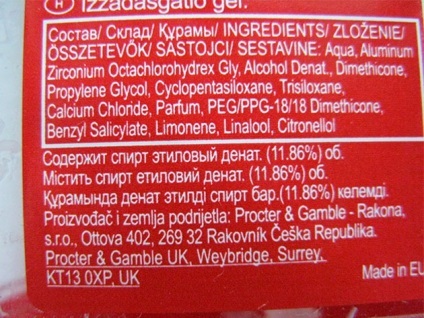 H Izzadásgátló gél.
Состав/ Склад/ Құрамы/ INGREDIENTS/ ZLOŽENIE/
ÖSSZETEVŐK/ SASTOJCI/ SESTAVINE: Aqua, Aluminum
Zirconium Octachlorohydrex Gly, Alcohol Denat., Dimethicone,
Propylene Glycol, Cyclopentasiloxane, Trisiloxane,
Calcium Chloride, Parfum, PEG/PPG-18/18 Dimethicone,
Benzyl Salicylate, Limonene, Linalool, Citronellol
Содержит спирт этиловый денат. (11.86%) об.
Містить спирт етиловий денат. (11.86%) об.
Құрамында денат этилді спирт бар.(11.86%) көлемді.
Proizvođač i zemlja podrijetla: Procter & Gamble - Rakona,
s.r.o., Ottova 402, 269 32 Rakovník Češka Republika.
Procter & Gamble UK, Weybridge, Surrey,
KT13 0XP, UK
Made in EU